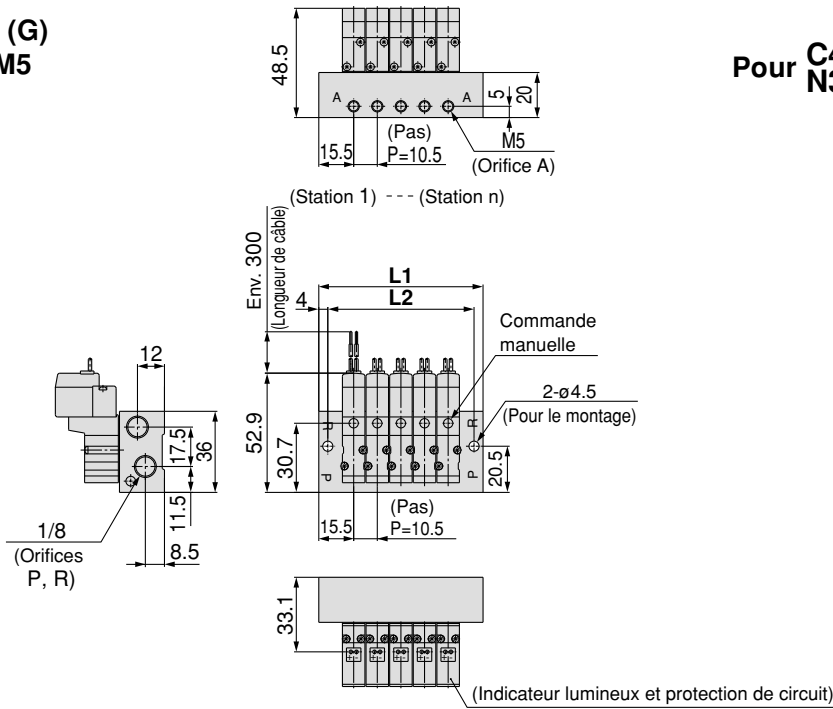 (G)
M5
Pour C4
N3
48.5
A
A
5
20
(Pas)
15.5
P=10.5
M5
(Orifice A)
(Station 1) --- (Station n)
Env. 300
(Longueur de câble)
L1
4
L2
Commande
manuelle
12
2-ø4.5
(Pour le montage)
17.5
36
11.5
52.9
30.7
R
R
P
P
20.5
1/8
(Orifices
P, R)
8.5
15.5
(Pas)
P=10.5
33.1
(Indicateur lumineux et protection de circuit)